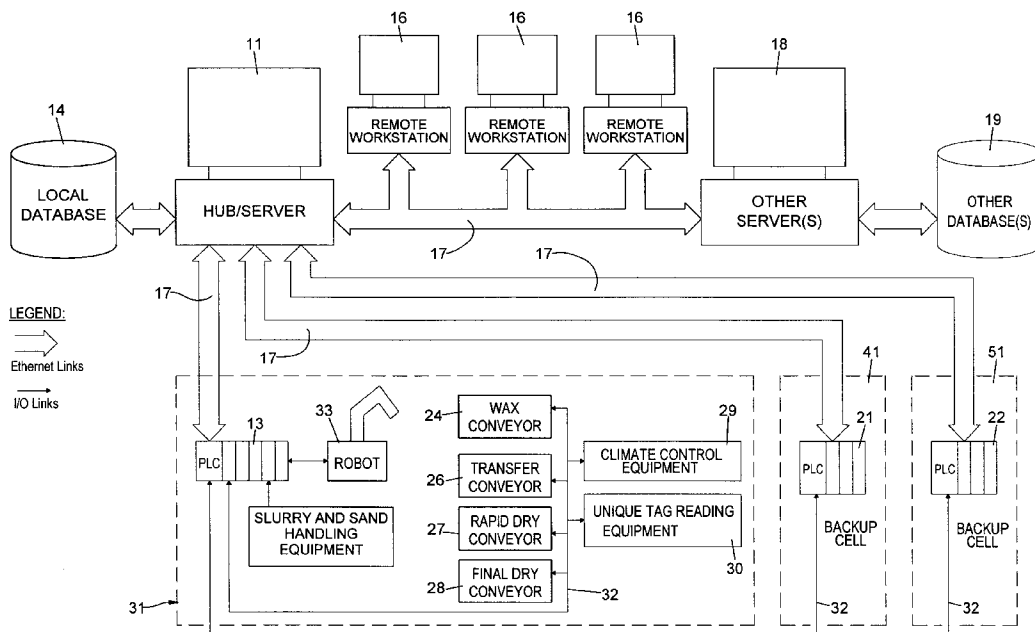 16
16
16
11
18
14
19
REMOTE
WORKSTATION
REMOTE
WORKSTATION
REMOTE
WORKSTATION
LOCAL
DATABASE
HUB/SERVER
OTHER
SERVER(S)
OTHER
DATABASE(S)
17
17
17
LEGEND:
Ethernet Links
I/O Links
17
41
51
33
13
24
WAX
CONVEYOR
29
21
22
PLC
ROBOT
CLIMATE CONTROL
EQUIPMENT
PLC
PLC
26
TRANSFER
CONVEYOR
SLURRY AND SAND
HANDLING
EQUIPMENT
27
RAPID DRY
CONVEYOR
UNIQUE TAG READING
EQUIPMENT
BACKUP
CELL
BACKUP
CELL
30
28
FINAL DRY
CONVEYOR
31
32
32
32